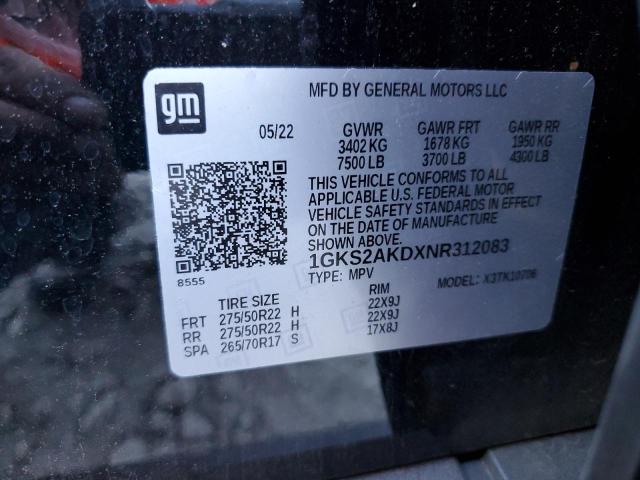 gm
MFD BY GENERAL MOTORS LLC
05/22 GVWR GAWR FRT GAWR RR
3402 KG 1678 KG 1950 KG
7500 LB 3700 LB 4300 LB
THIS VEHICLE CONFORMS TO ALL
APPLICABLE U.S. FEDERAL MOTOR
VEHICLE SAFETY STANDARDS IN EFFECT
ON THE DATE OF MANUFACTURE
SHOWN ABOVE.
1GKS2AKDXNR312083
8555
TYPE: MPV MODEL: X3TK10706
TIRE SIZE RIM
FRT 275/50R22 H 22X9J
RR 275/50R22 H 22X9J
SPA 265/70R17 S 17X8J